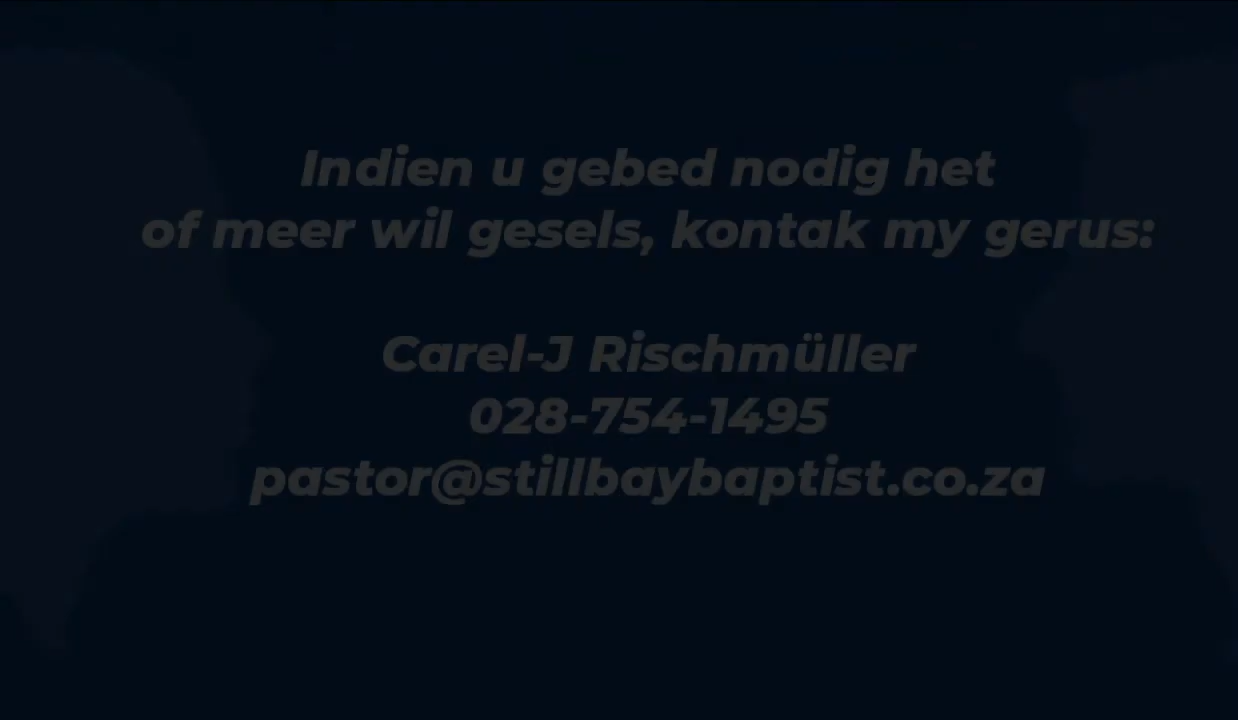 Indien u gebed nodig het
of meer wil gesels, kontak my gerus:
Carel-J Rischmüller
028-754-1495
pastor@stillbaybaptist.co.za